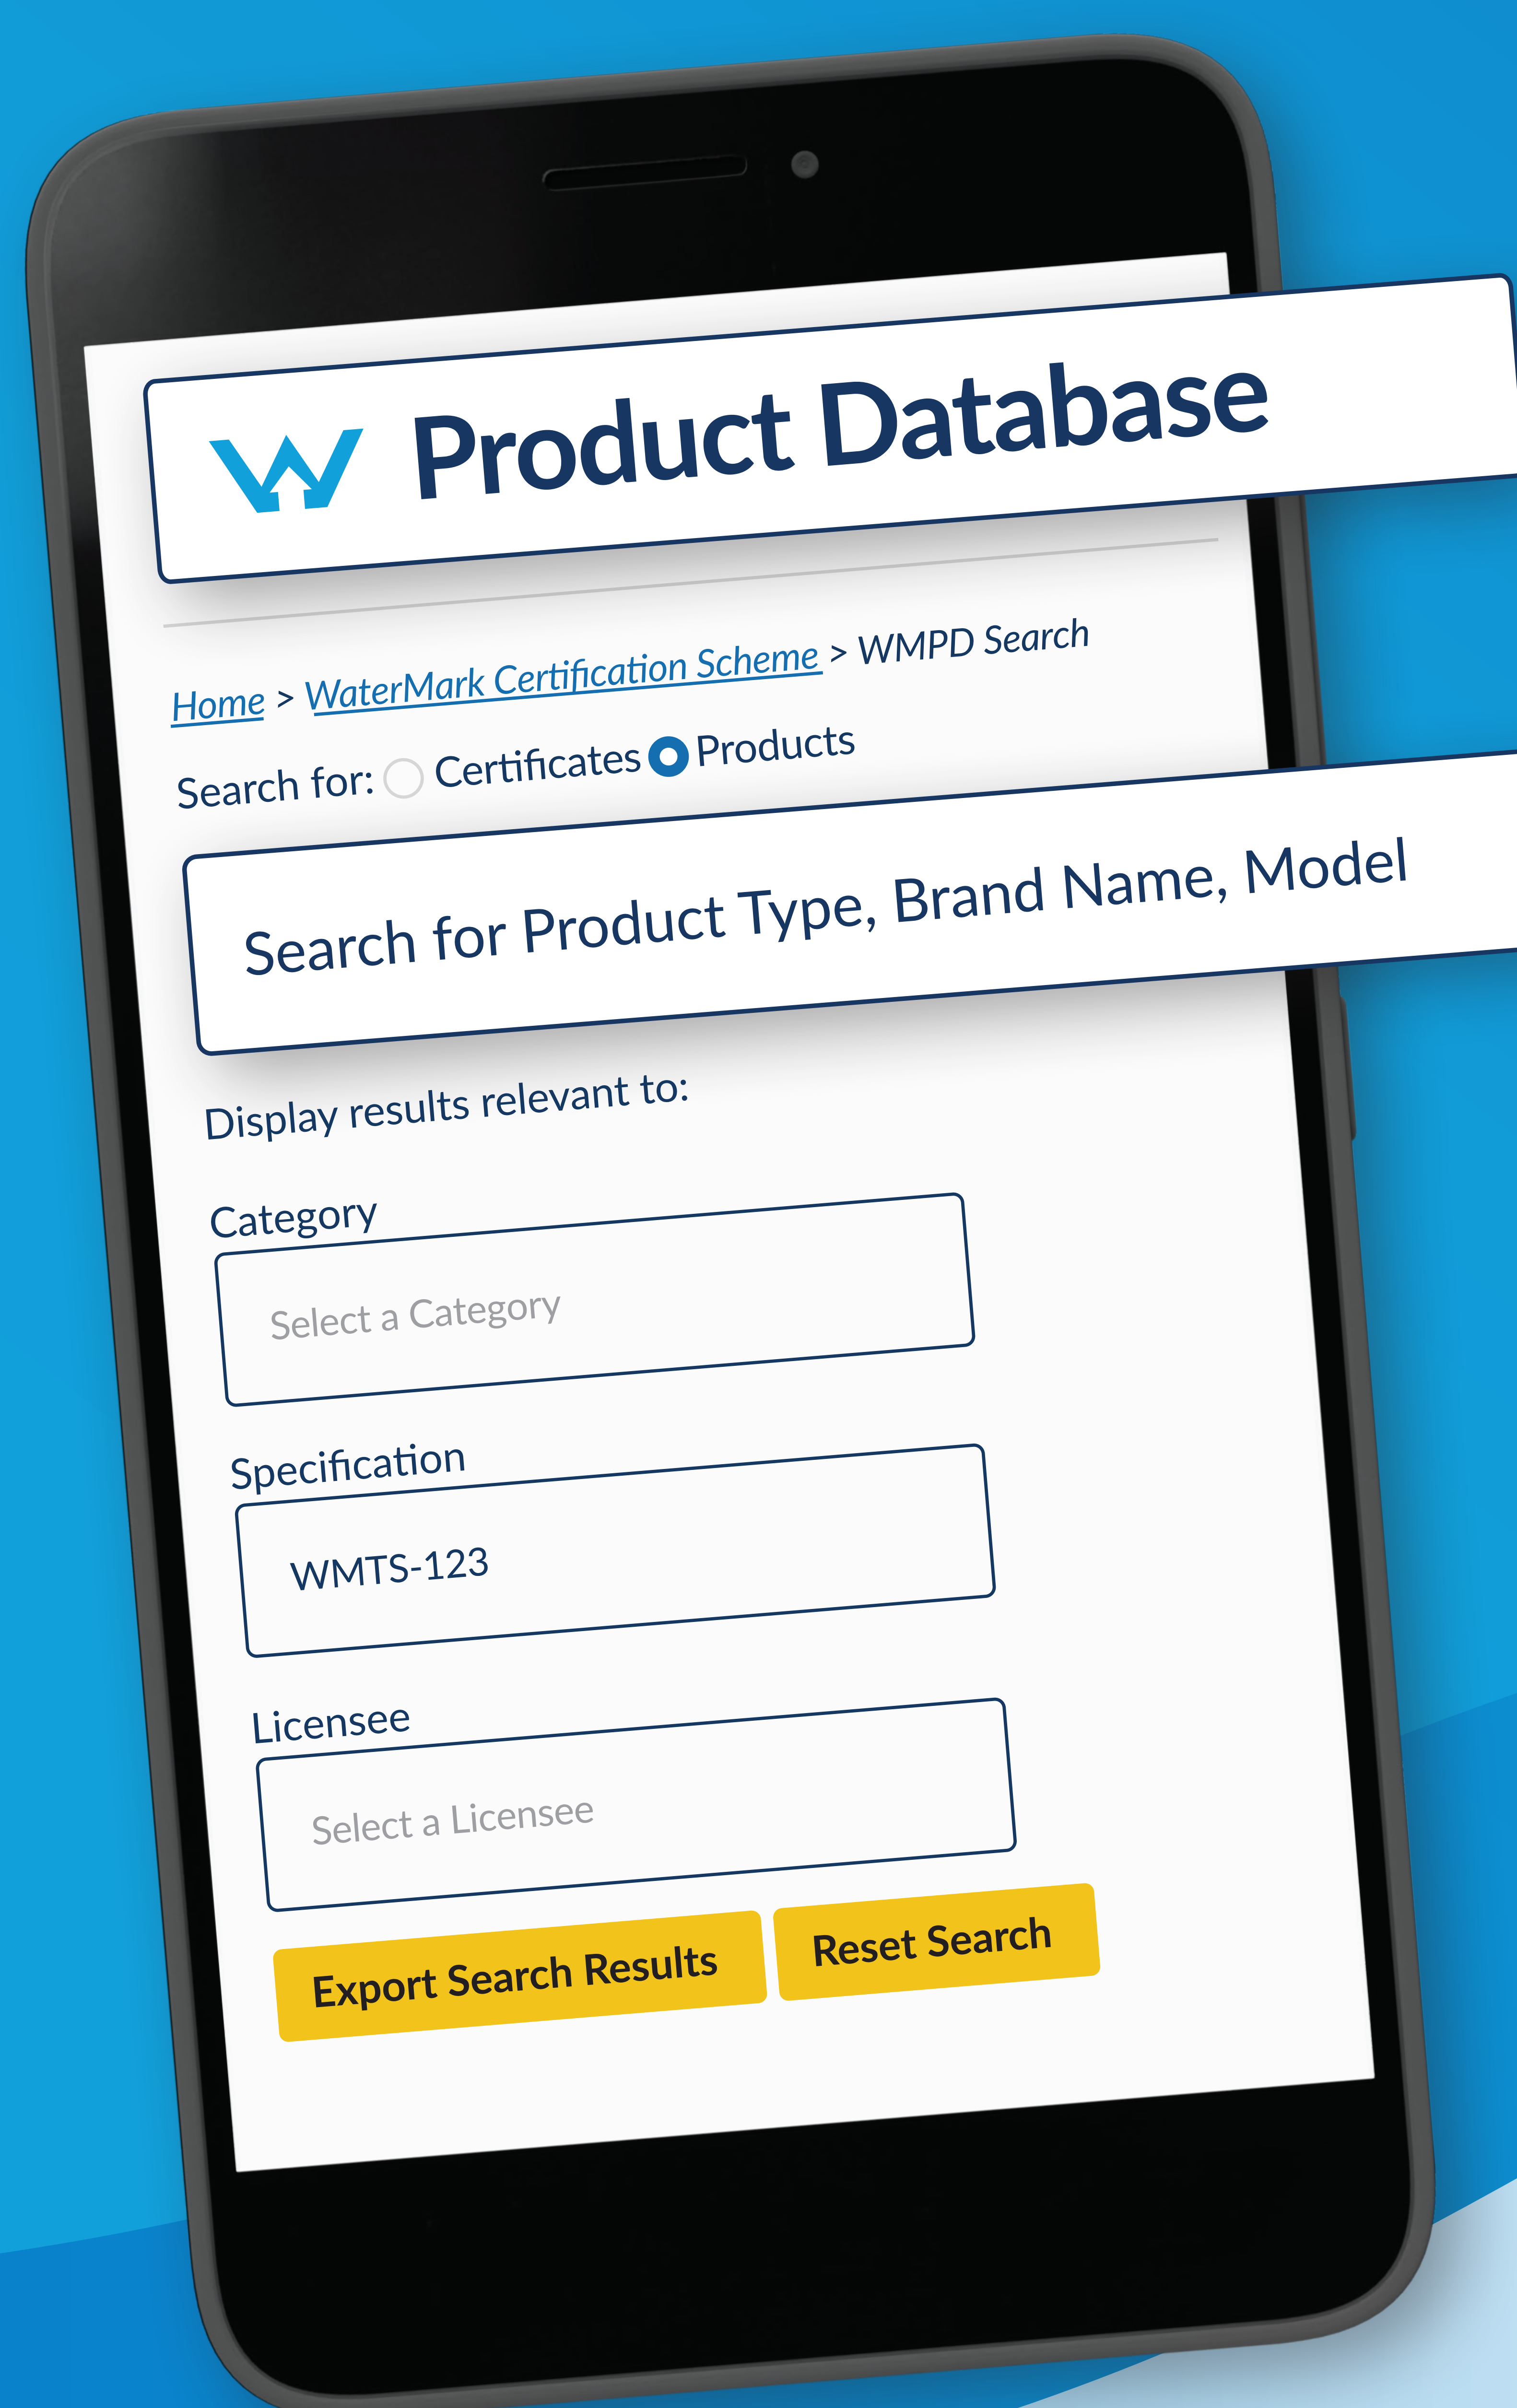 Product Database
Home > WaterMark Certification Scheme > WMPD Search
Search for: Certificates Products
Search for Product Type, Brand Name, Model
Display results relevant to:
Category
Select a Category
Specification
WMTS-123
Licensee
Select a Licensee
Export Search Results Reset Search